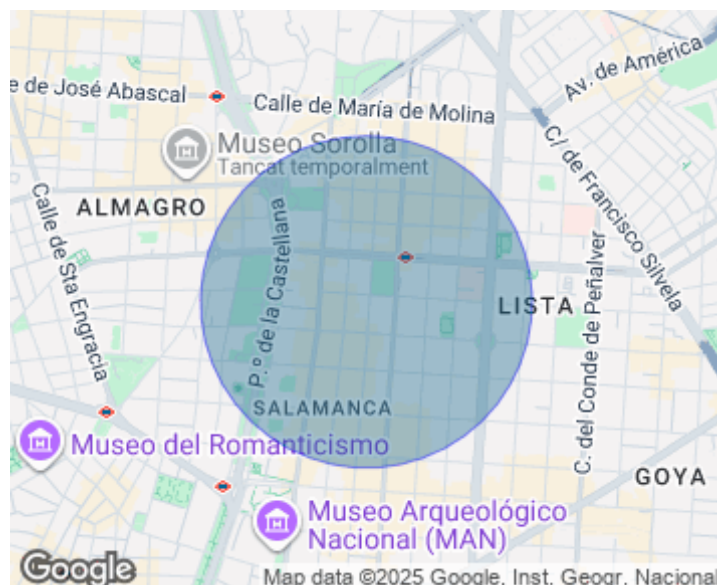 Av. de América
e de José Abascal
Calle de María de Molina
Museo Sorolla
Tancat temporalment
C/ de Francisco Silvela
ALMAGRO
Calle de Sta Engracia
P.º de la Castellana
C. del Conde de Peñalver
LISTA
SALAMANCA
Museo del Romanticismo
GOYA
Museo Arqueológico
Nacional (MAN)
Google
Map data ©2025 Google, Inst. Geogr. Nacional